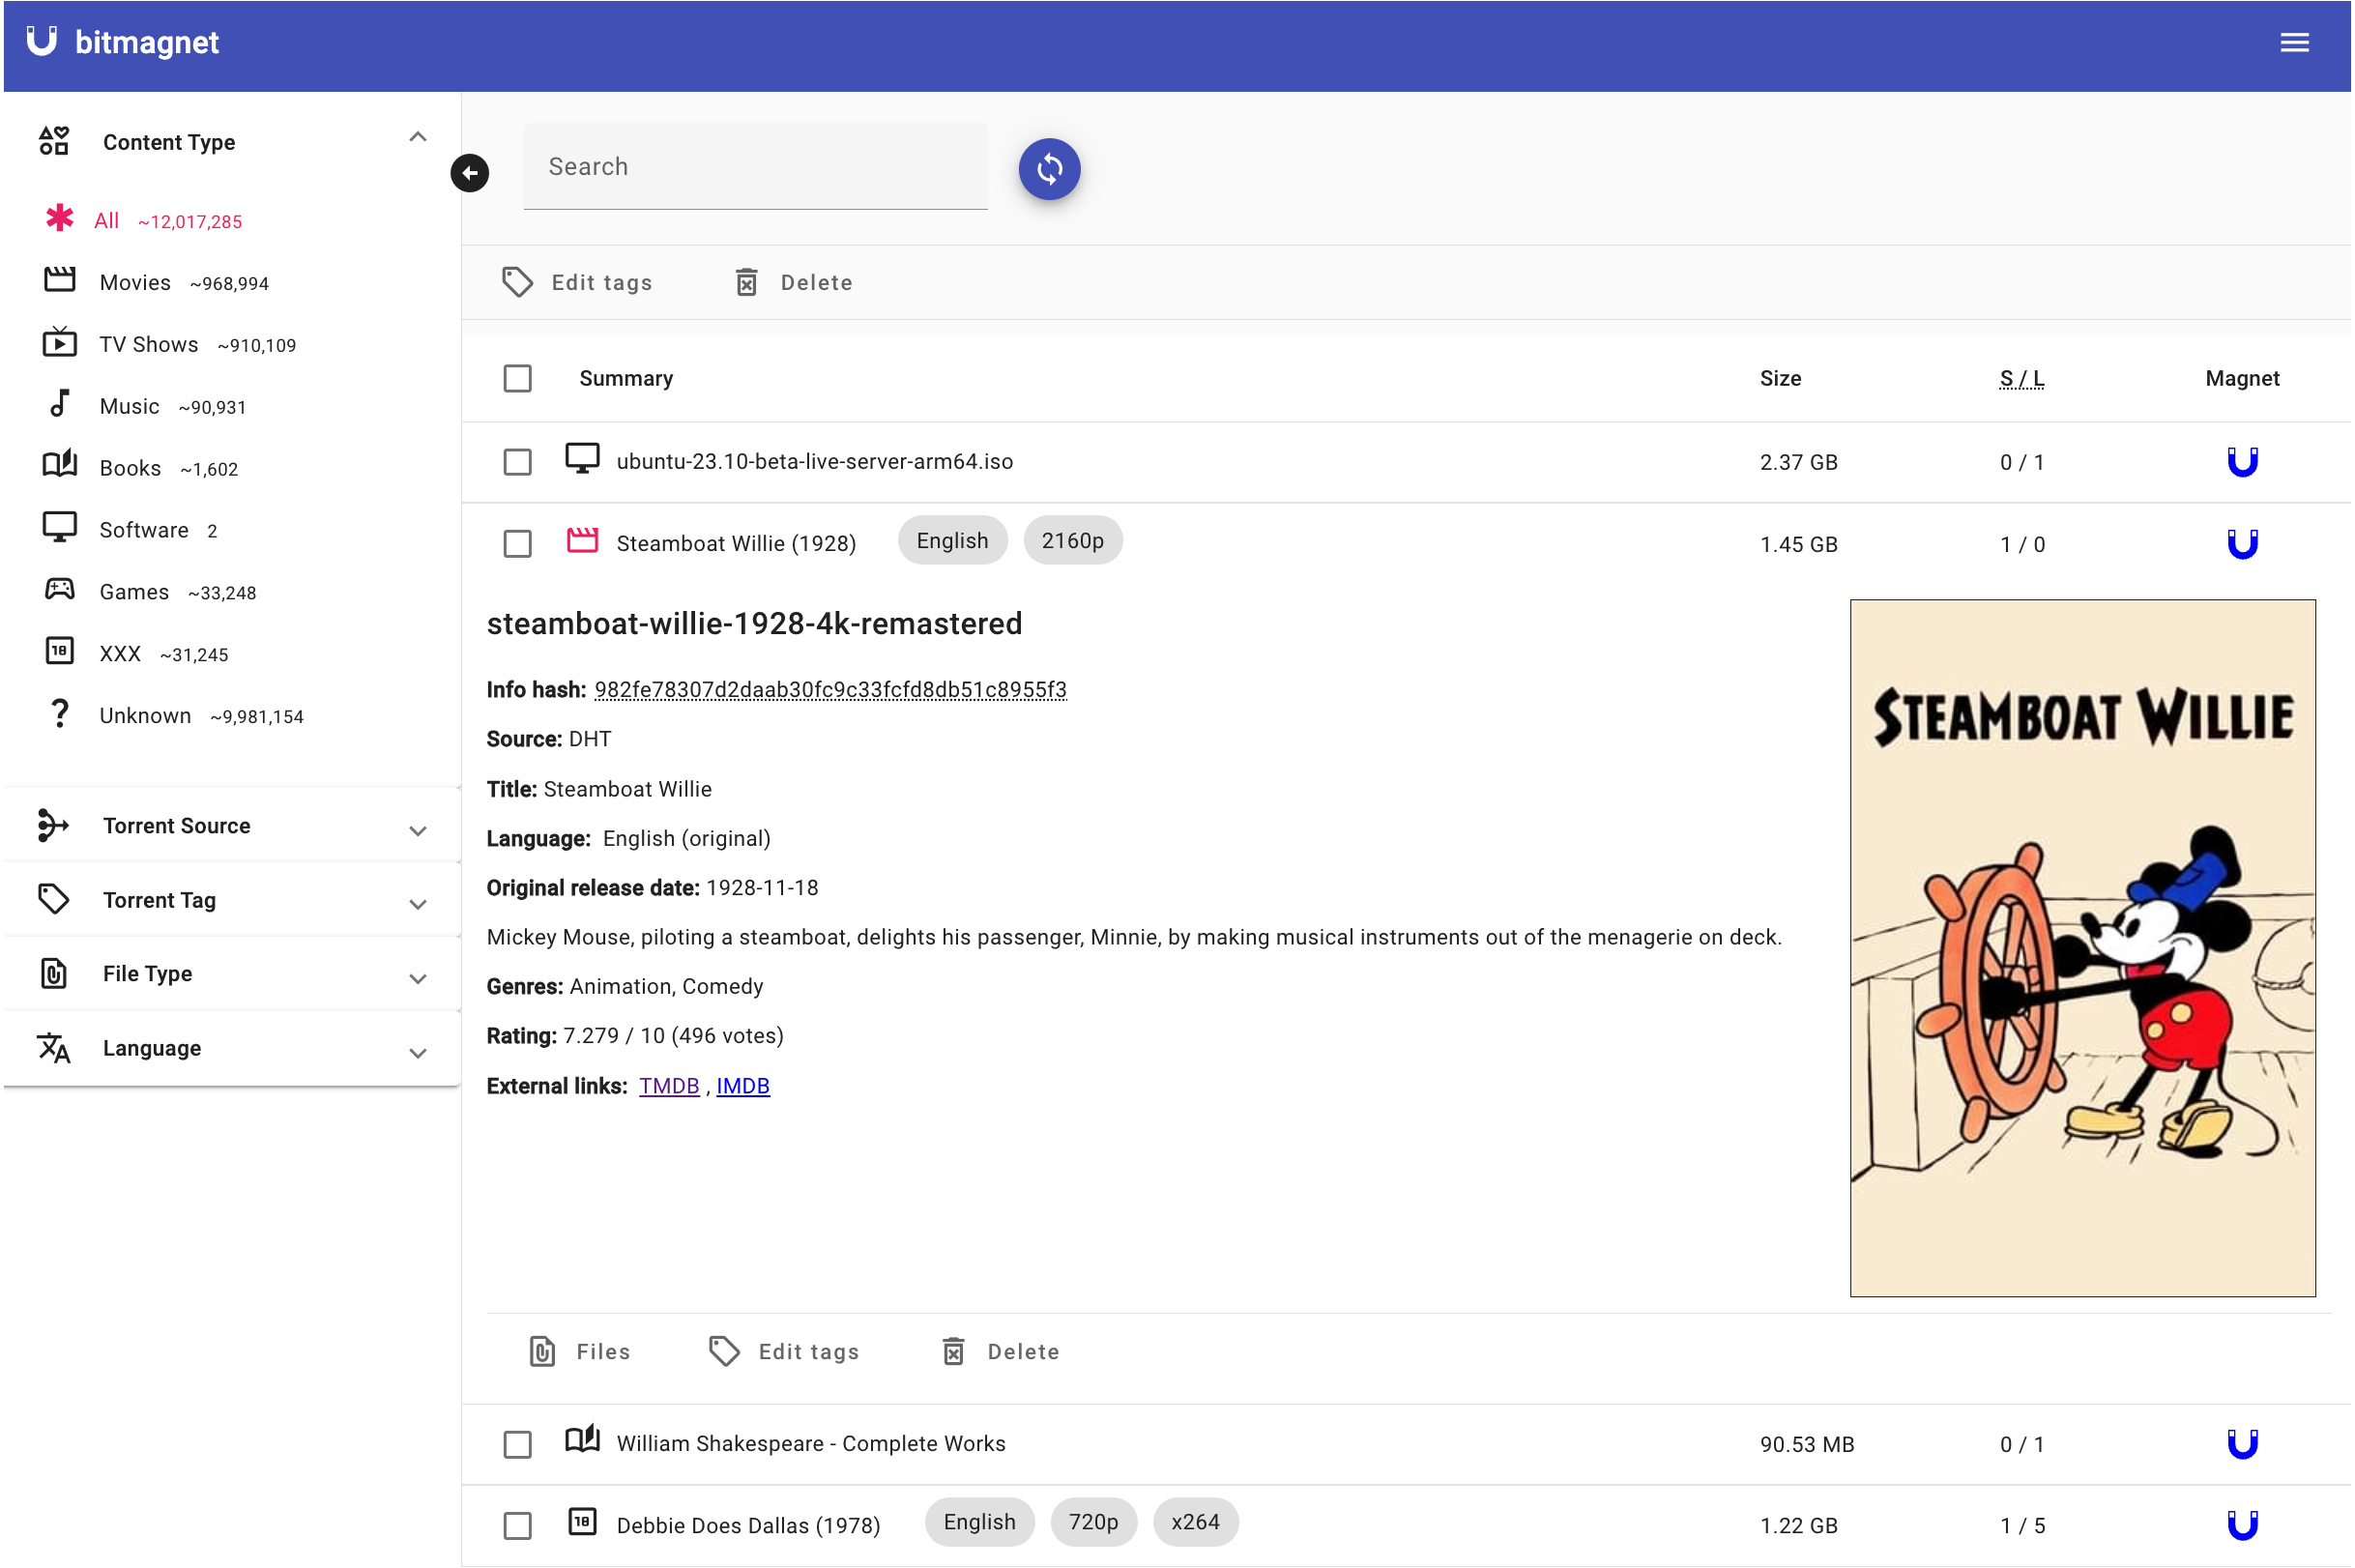 bitmagnet
Content Type
All ~12,017,285
Movies ~968,994
TV Shows ~910,109
Music ~90,931
Books ~1,602
Software 2
Games ~33,248
18 XXX ~31,245
? Unknown ~9,981,154
Torrent Source
Torrent Tag
File Type
Language
Search
Edit tags Delete
Summary Size S / L Magnet
ubuntu-23.10-beta-live-server-arm64.iso 2.37 GB 0 / 1
Steamboat Willie (1928) English 2160p 1.45 GB 1 / 0
steamboat-willie-1928-4k-remastered
Info hash: 982fe78307d2daab30fc9c33fcfd8db51c8955f3
Source: DHT
Title: Steamboat Willie
Language: English (original)
Original release date: 1928-11-18
Mickey Mouse, piloting a steamboat, delights his passenger, Minnie, by making musical instruments out of the menagerie on deck.
Genres: Animation, Comedy
Rating: 7.279 / 10 (496 votes)
External links: TMDB , IMDB
STEAMBOAT WILLIE
Files Edit tags Delete
William Shakespeare - Complete Works 90.53 MB 0 / 1
18 Debbie Does Dallas (1978) English 720p x264 1.22 GB 1 / 5